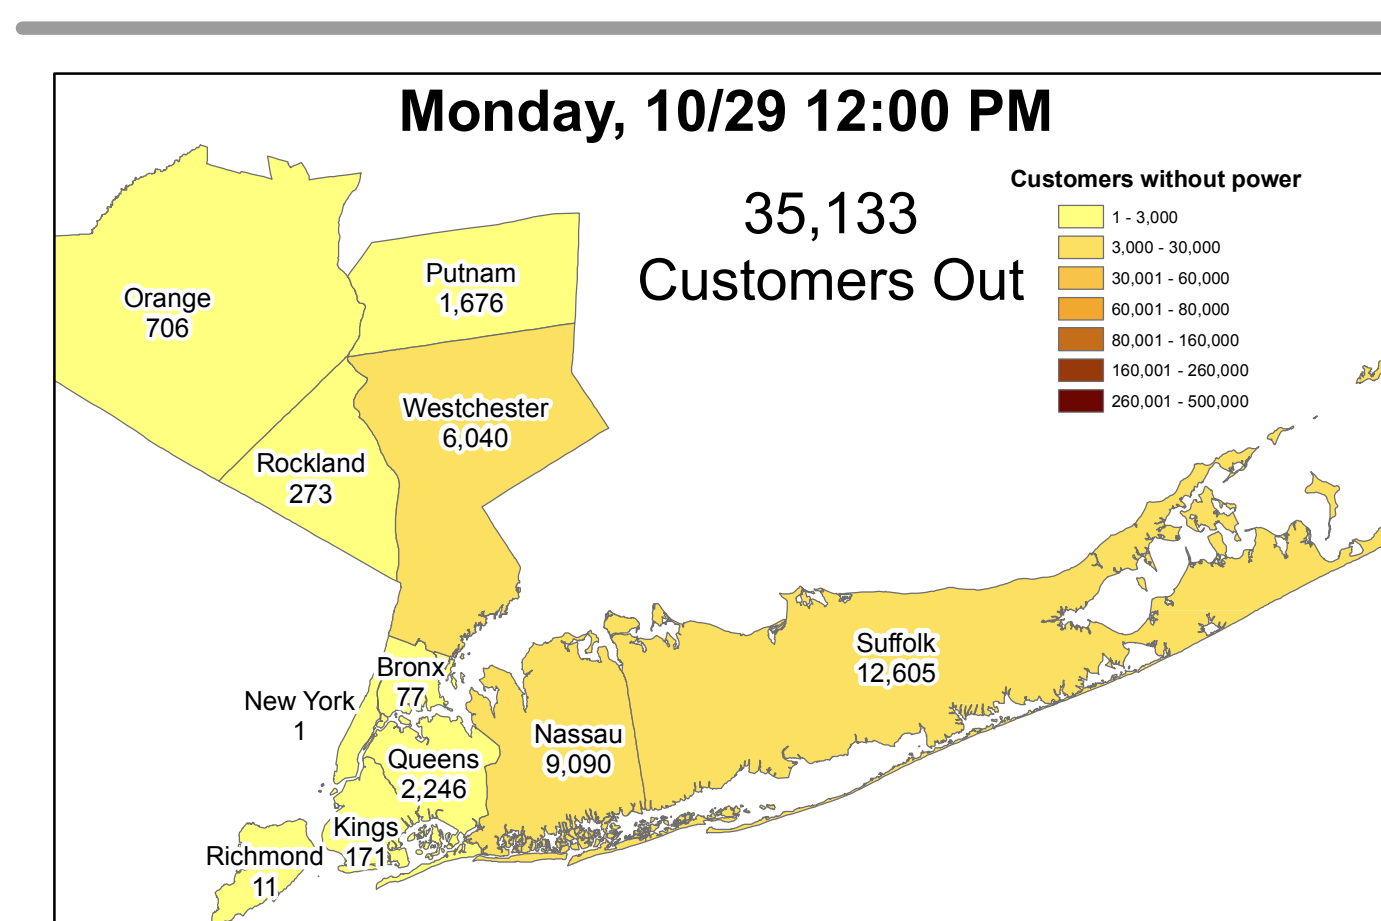 Monday, 10/29 12:00 PM
35,133
Customers Out
Customers without power
1 - 3,000
3,000 - 30,000
30,001 - 60,000
60,001 - 80,000
80,001 - 160,000
160,001 - 260,000
260,001 - 500,000
Orange
706
Putnam
1,676
Westchester
6,040
Rockland
273
Bronx
77
New York
1
Queens
2,246
Kings
171
Richmond
11
Nassau
9,090
Suffolk
12,605